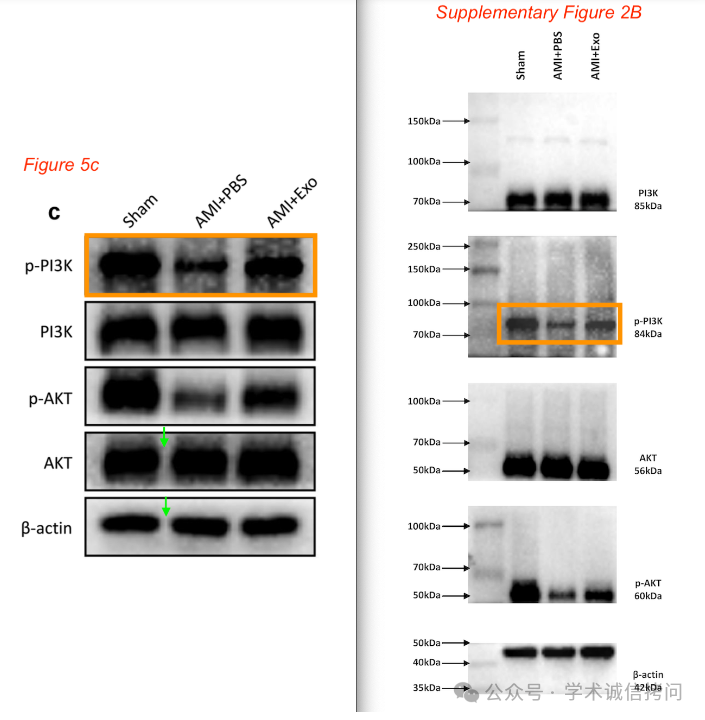 Supplementary Figure 2B
Sham
AMI+PBS
AMI+Exo
150kDa
100kDa
70kDa
PI3K
85kDa
Figure 5c
c
Sham
AMI+PBS
AMI+Exo
p-PI3K
PI3K
p-AKT
AKT
β-actin
250kDa
150kDa
100kDa
70kDa
p-PI3K
84kDa
100kDa
70kDa
50kDa
AKT
56kDa
100kDa
70kDa
50kDa
p-AKT
60kDa
50kDa
40kDa
35kDa
β-actin
42kDa
公众号 · 学术诚信拷问